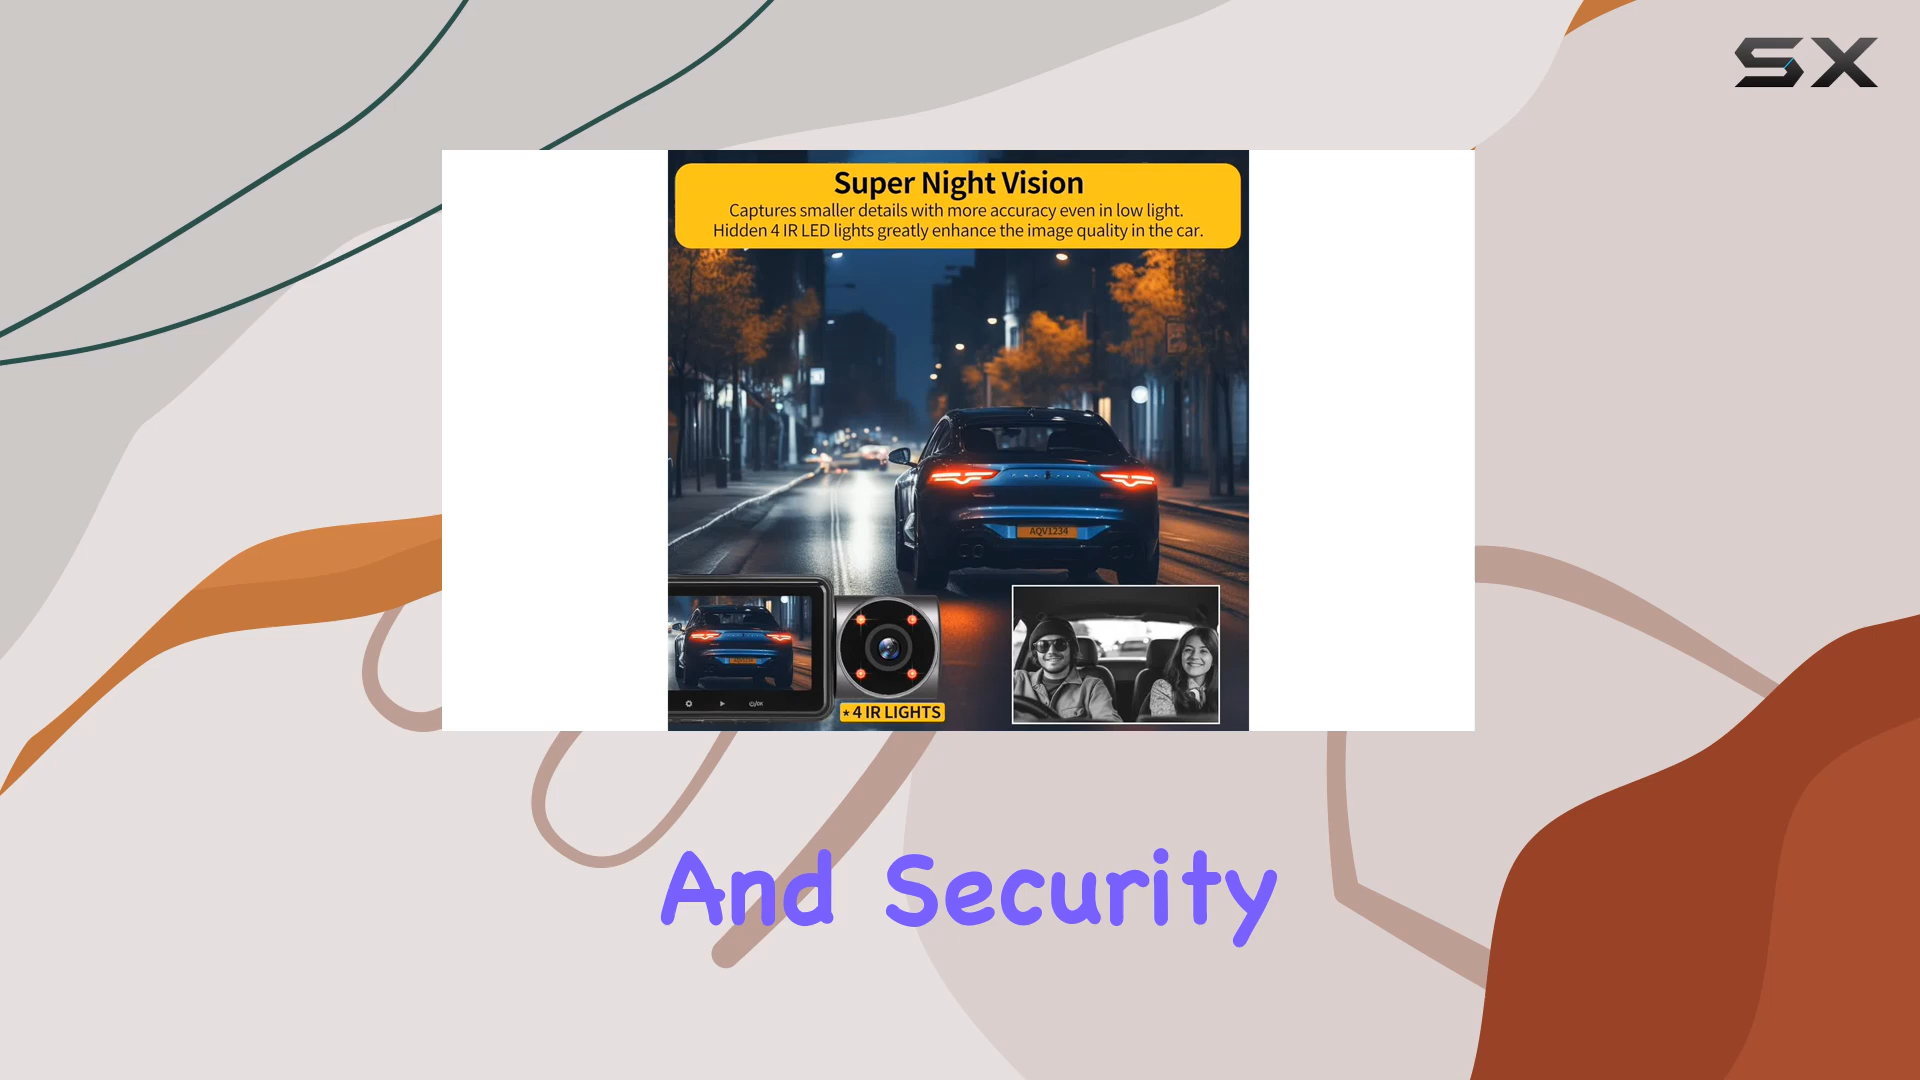 SX
Super Night Vision
Captures smaller details with more accuracy even in low light.
Hidden 4 IR LED lights greatly enhance the image quality in the car.
AQV1234
★4 IR LIGHTS
And Security